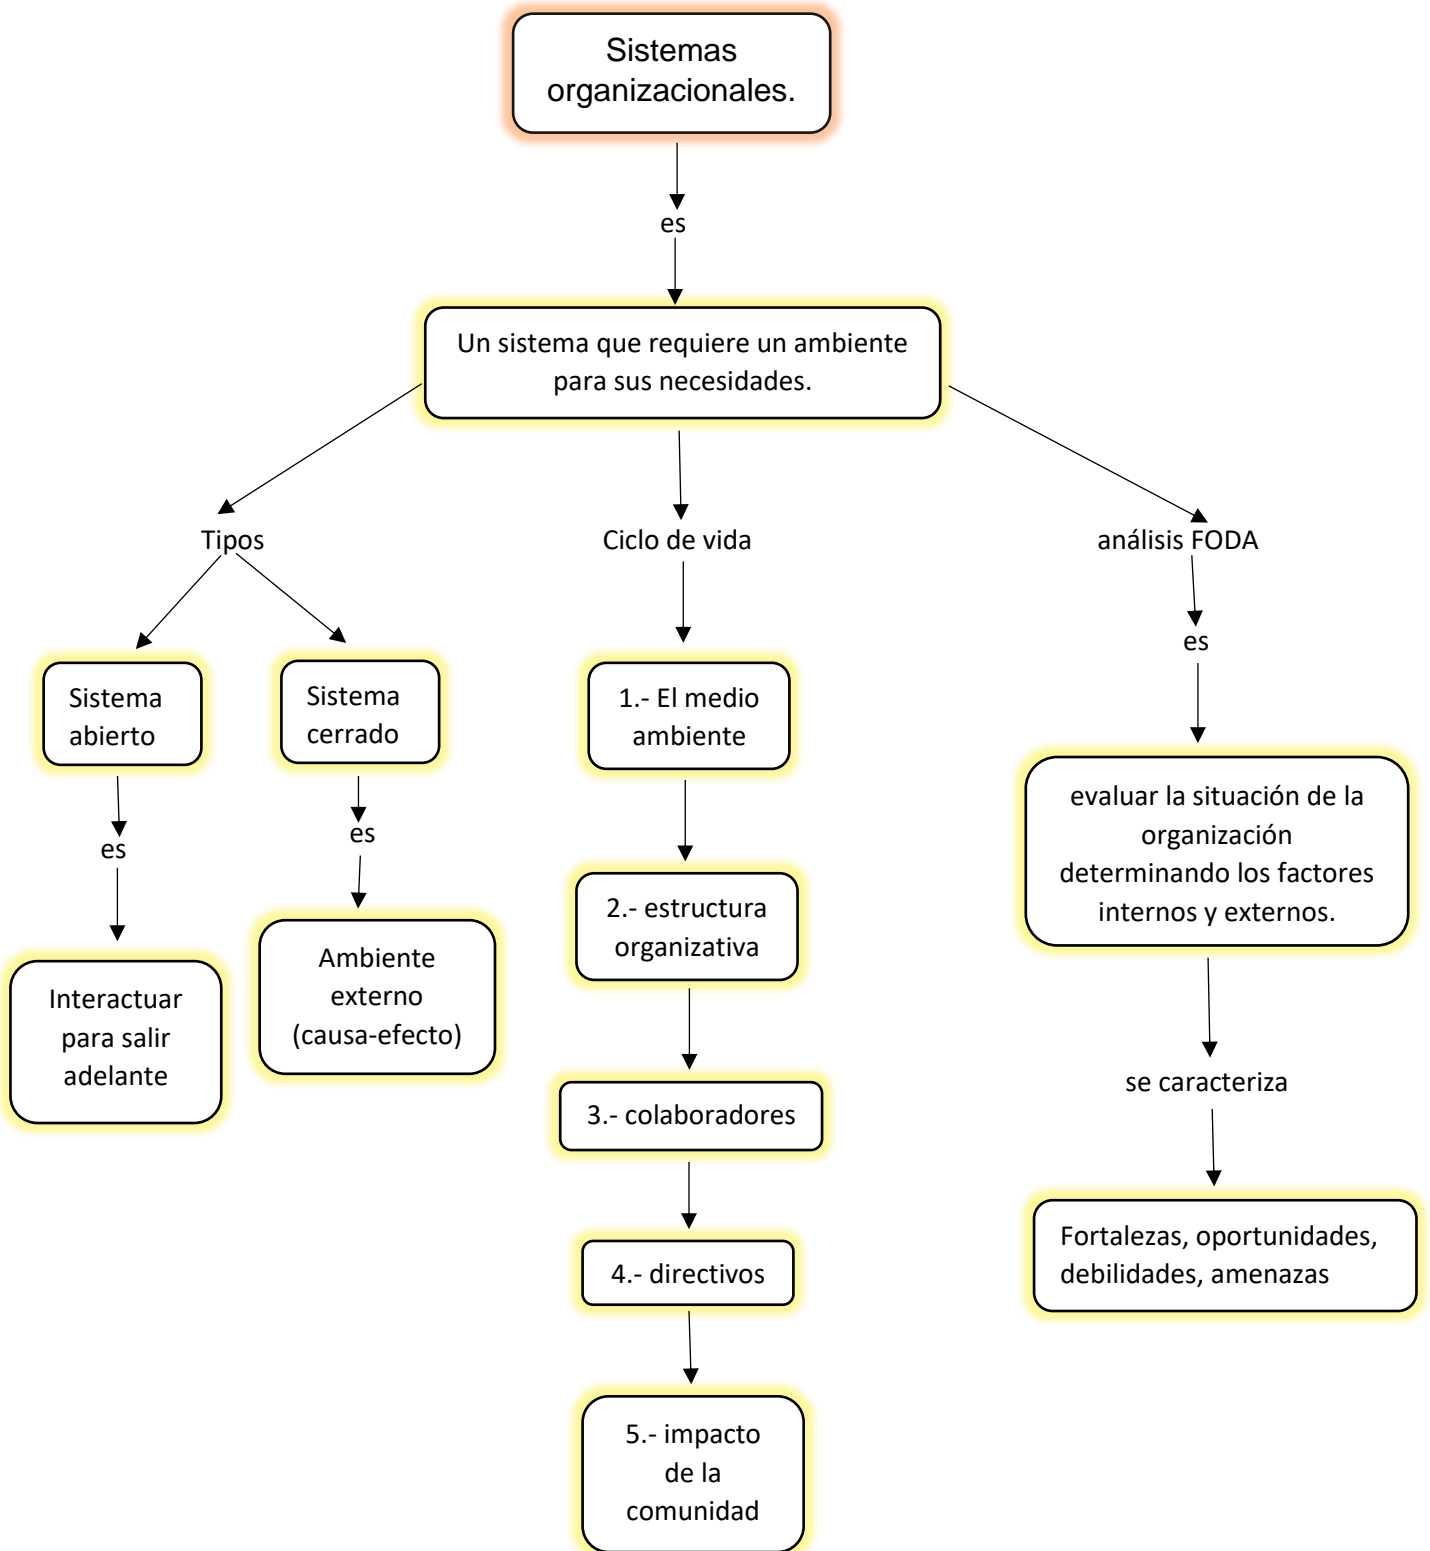 Sistemas
organizacionales.
es
Un sistema que requiere un ambiente
para sus necesidades.
Tipos
Ciclo de vida
análisis FODA
Sistema
abierto
es
Interactuar
para salir
adelante
Sistema
cerrado
es
Ambiente
externo
(causa-efecto)
1.- El medio
ambiente
2.- estructura
organizativa
3.- colaboradores
4.- directivos
5.- impacto
de la
comunidad
es
evaluar la situación de la
organización
determinando los factores
internos y externos.
se caracteriza
Fortalezas, oportunidades,
debilidades, amenazas